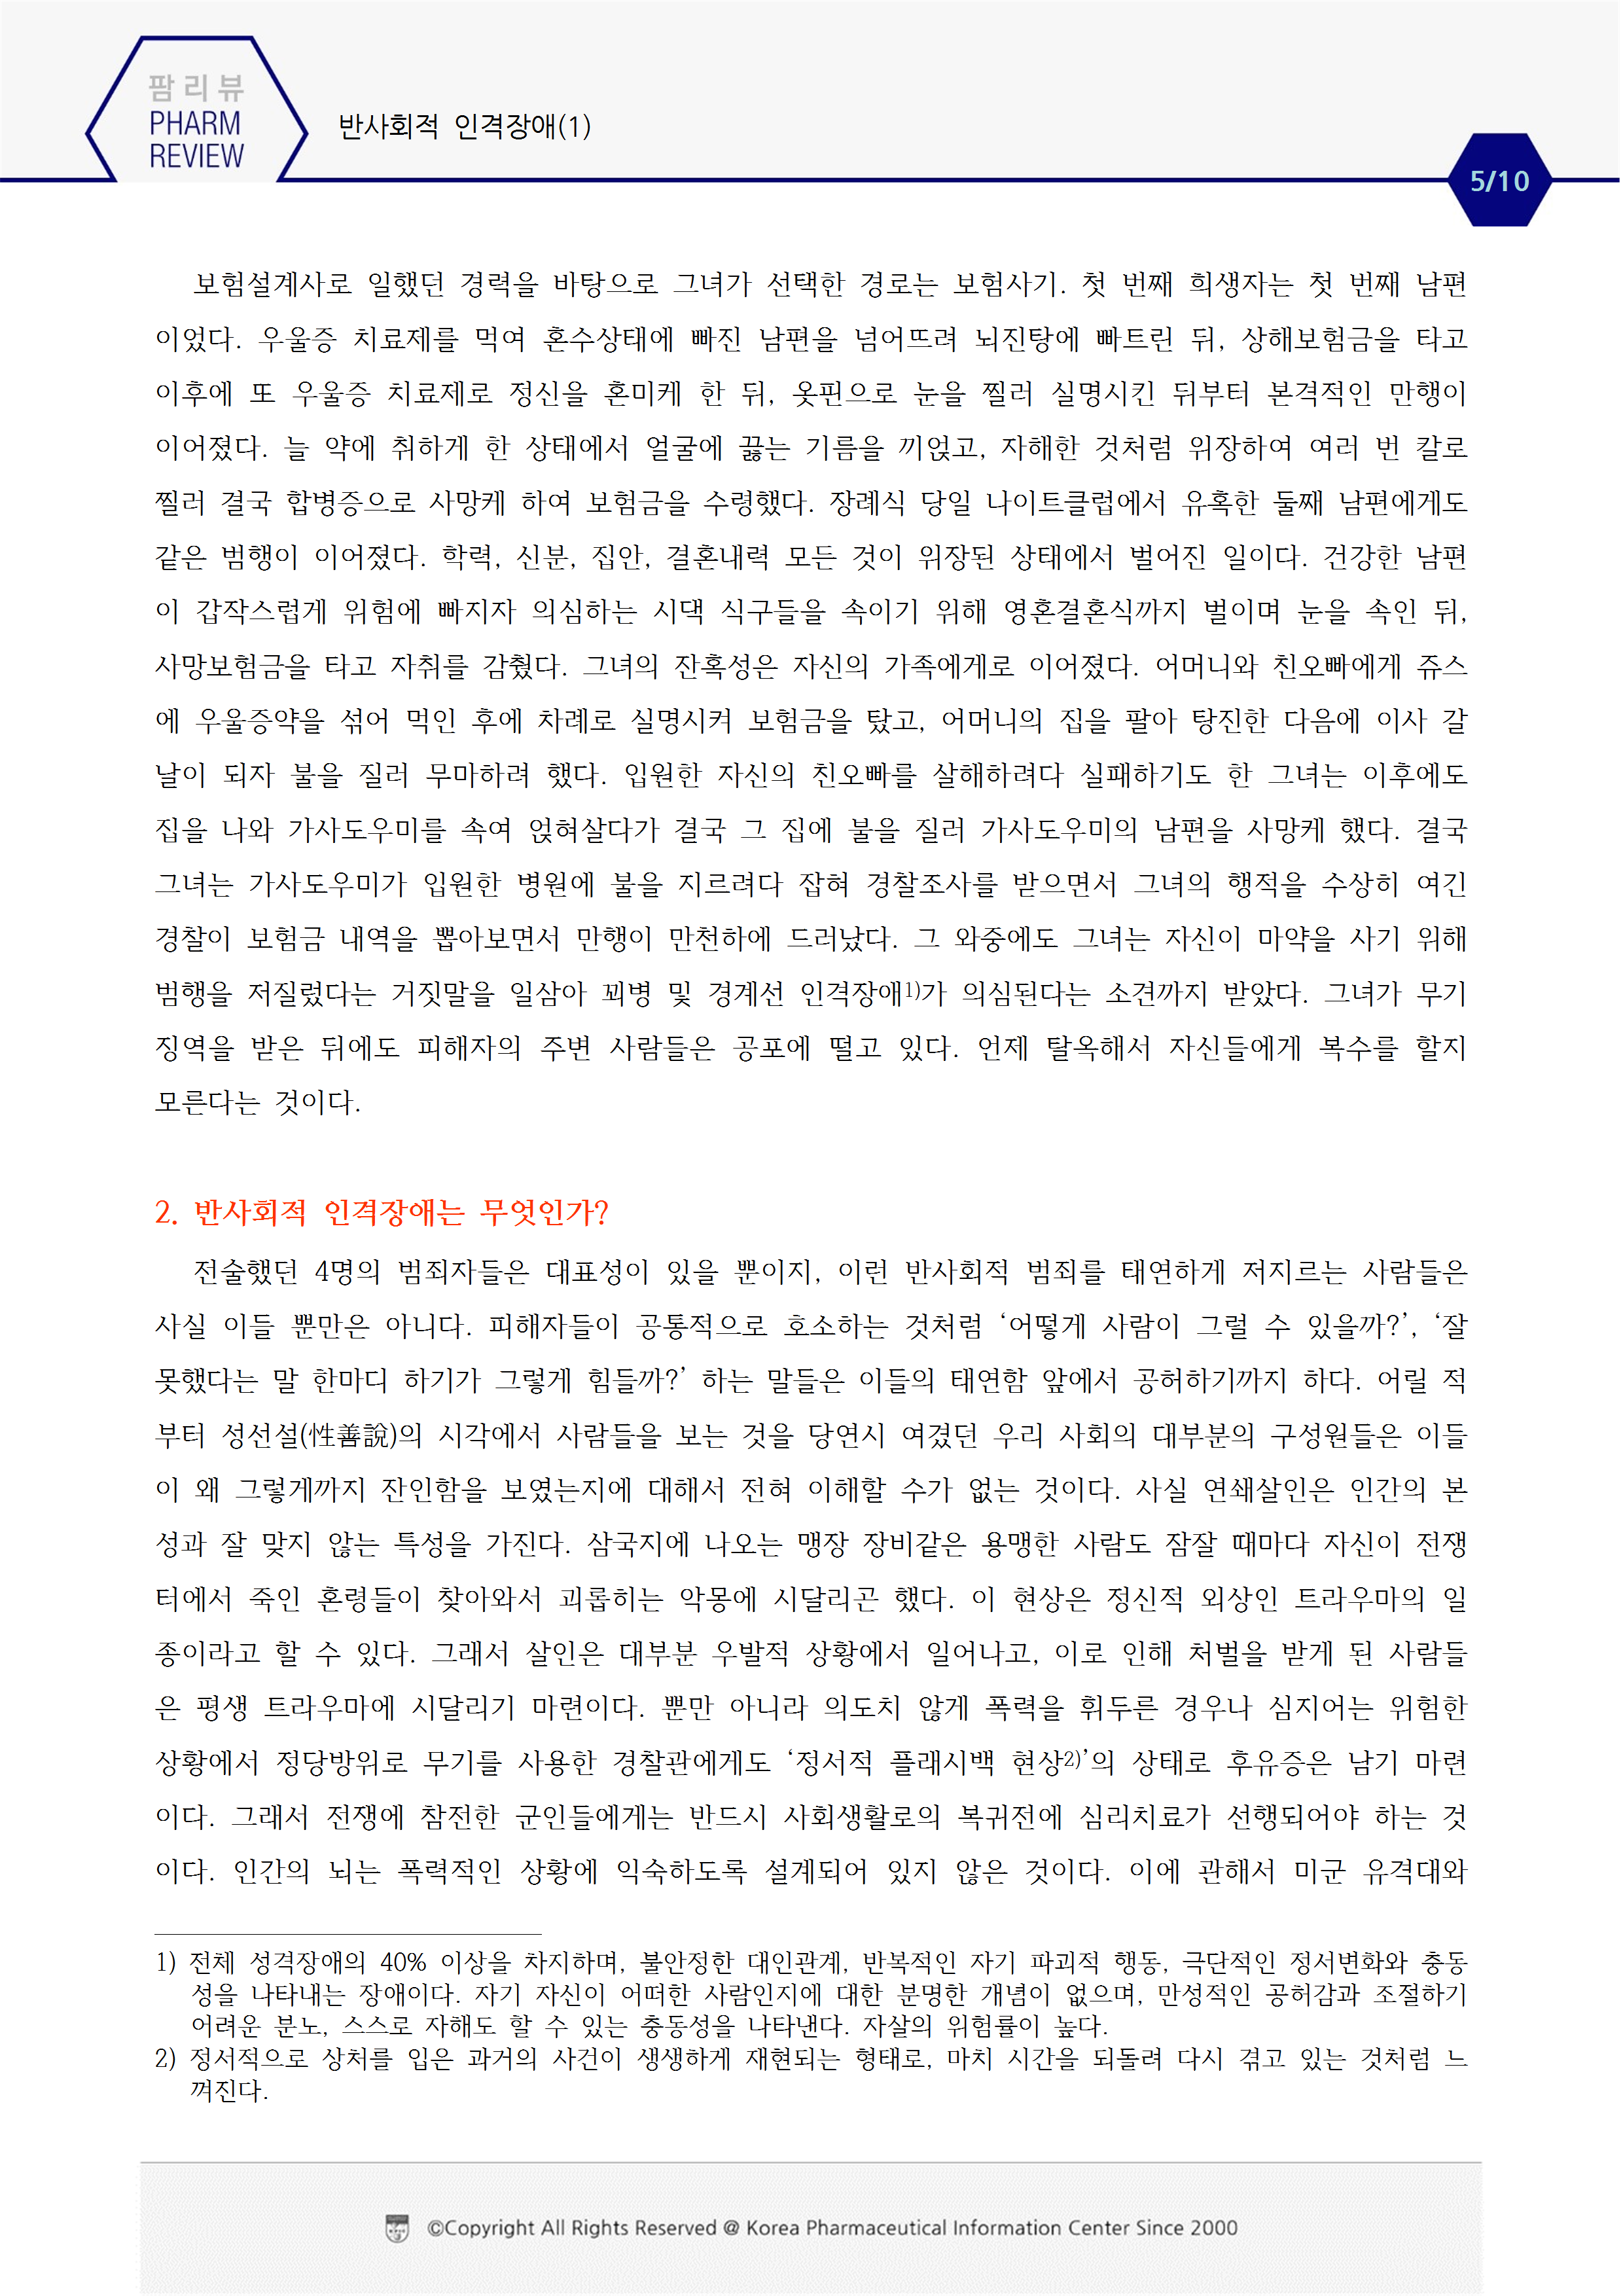 팜리뷰
PHARM
REVIEW
반사회적 인격장애(1)
5/10
보험설계사로 일했던 경력을 바탕으로 그녀가 선택한 경로는 보험사기. 첫 번째 희생자는 첫 번째 남편
이었다. 우울증 치료제를 먹여 혼수상태에 빠진 남편을 넘어뜨려 뇌진탕에 빠트린 뒤, 상해보험금을 타고
이후에 또 우울증 치료제로 정신을 혼미케 한 뒤, 옷핀으로 눈을 찔러 실명시킨 뒤부터 본격적인 만행이
이어졌다. 늘 약에 취하게 한 상태에서 얼굴에 끓는 기름을 끼얹고, 자해한 것처럼 위장하여 여러 번 칼로
찔러 결국 합병증으로 사망케 하여 보험금을 수령했다. 장례식 당일 나이트클럽에서 유혹한 둘째 남편에게도
같은 범행이 이어졌다. 학력, 신분, 집안, 결혼내력 모든 것이 위장된 상태에서 벌어진 일이다. 건강한 남편
이 갑작스럽게 위험에 빠지자 의심하는 시댁 식구들을 속이기 위해 영혼결혼식까지 벌이며 눈을 속인 뒤,
사망보험금을 타고 자취를 감췄다. 그녀의 잔혹성은 자신의 가족에게로 이어졌다. 어머니와 친오빠에게 쥬스
에 우울증약을 섞어 먹인 후에 차례로 실명시켜 보험금을 탔고, 어머니의 집을 팔아 탕진한 다음에 이사 갈
날이 되자 불을 질러 무마하려 했다. 입원한 자신의 친오빠를 살해하려다 실패하기도 한 그녀는 이후에도
집을 나와 가사도우미를 속여 얹혀살다가 결국 그 집에 불을 질러 가사도우미의 남편을 사망케 했다. 결국
그녀는 가사도우미가 입원한 병원에 불을 지르려다 잡혀 경찰조사를 받으면서 그녀의 행적을 수상히 여긴
경찰이 보험금 내역을 뽑아보면서 만행이 만천하에 드러났다. 그 와중에도 그녀는 자신이 마약을 사기 위해
범행을 저질렀다는 거짓말을 일삼아 꾀병 및 경계선 인격장애1)가 의심된다는 소견까지 받았다. 그녀가 무기
징역을 받은 뒤에도 피해자의 주변 사람들은 공포에 떨고 있다. 언제 탈옥해서 자신들에게 복수를 할지
모른다는 것이다.
2. 반사회적 인격장애는 무엇인가?
전술했던 4명의 범죄자들은 대표성이 있을 뿐이지, 이런 반사회적 범죄를 태연하게 저지르는 사람들은
사실 이들 뿐만은 아니다. 피해자들이 공통적으로 호소하는 것처럼 ‘어떻게 사람이 그럴 수 있을까?’, ‘잘
못했다는 말 한마디 하기가 그렇게 힘들까?’ 하는 말들은 이들의 태연함 앞에서 공허하기까지 하다. 어릴 적
부터 성선설(性善說)의 시각에서 사람들을 보는 것을 당연시 여겼던 우리 사회의 대부분의 구성원들은 이들
이 왜 그렇게까지 잔인함을 보였는지에 대해서 전혀 이해할 수가 없는 것이다. 사실 연쇄살인은 인간의 본
성과 잘 맞지 않는 특성을 가진다. 삼국지에 나오는 맹장 장비같은 용맹한 사람도 잠잘 때마다 자신이 전쟁
터에서 죽인 혼령들이 찾아와서 괴롭히는 악몽에 시달리곤 했다. 이 현상은 정신적 외상인 트라우마의 일
종이라고 할 수 있다. 그래서 살인은 대부분 우발적 상황에서 일어나고, 이로 인해 처벌을 받게 된 사람들
은 평생 트라우마에 시달리기 마련이다. 뿐만 아니라 의도치 않게 폭력을 휘두른 경우나 심지어는 위험한
상황에서 정당방위로 무기를 사용한 경찰관에게도 ‘정서적 플래시백 현상2)’의 상태로 후유증은 남기 마련
이다. 그래서 전쟁에 참전한 군인들에게는 반드시 사회생활로의 복귀전에 심리치료가 선행되어야 하는 것
이다. 인간의 뇌는 폭력적인 상황에 익숙하도록 설계되어 있지 않은 것이다. 이에 관해서 미군 유격대와
1) 전체 성격장애의 40% 이상을 차지하며, 불안정한 대인관계, 반복적인 자기 파괴적 행동, 극단적인 정서변화와 충동
성을 나타내는 장애이다. 자기 자신이 어떠한 사람인지에 대한 분명한 개념이 없으며, 만성적인 공허감과 조절하기
어려운 분노, 스스로 자해도 할 수 있는 충동성을 나타낸다. 자살의 위험률이 높다.
2) 정서적으로 상처를 입은 과거의 사건이 생생하게 재현되는 형태로, 마치 시간을 되돌려 다시 겪고 있는 것처럼 느
껴진다.
©Copyright All Rights Reserved @ Korea Pharmaceutical Information Center Since 2000